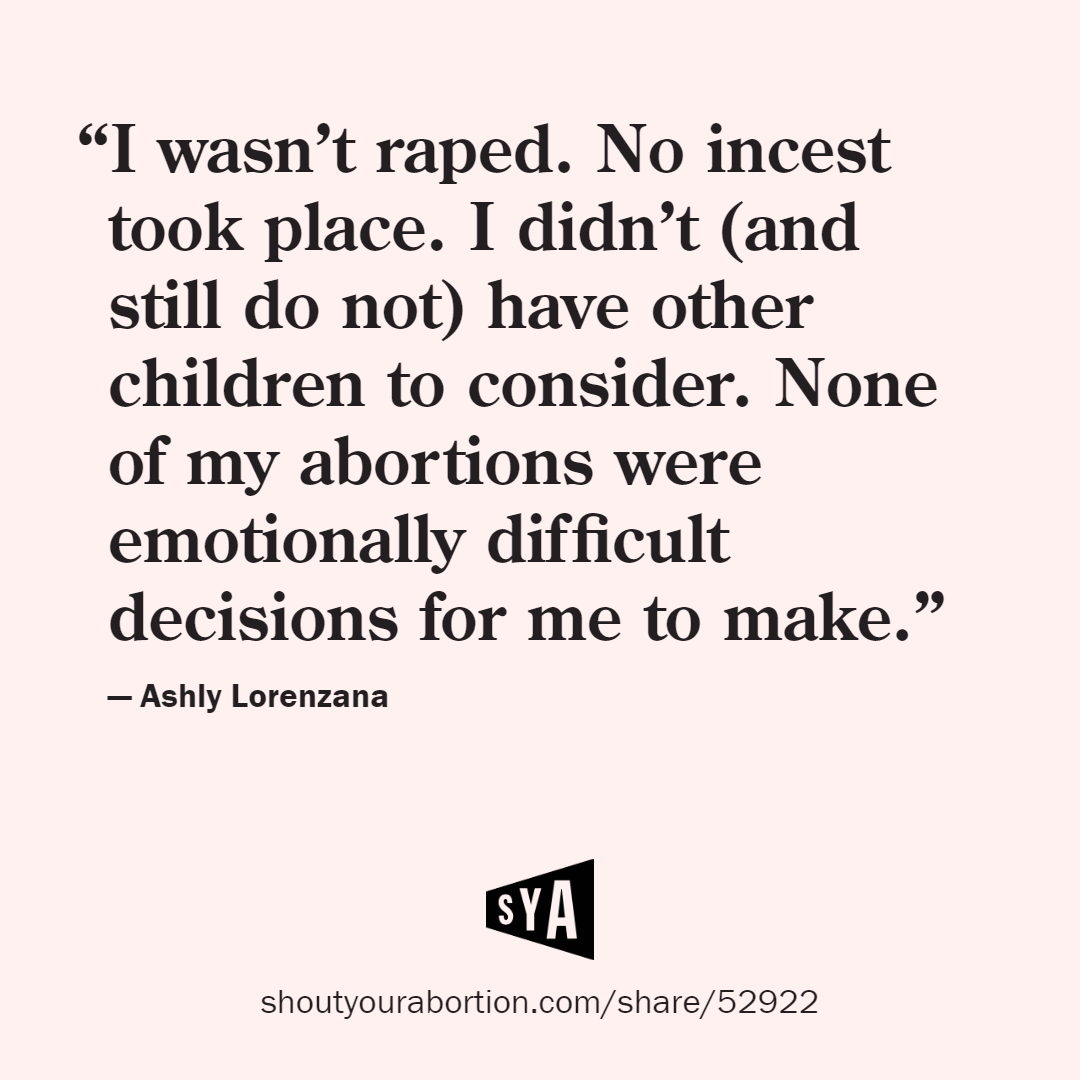 “I wasn’t raped. No incest
took place. I didn’t (and
still do not) have other
children to consider. None
of my abortions were
emotionally difficult
decisions for me to make.”
— Ashly Lorenzana
SYA
shoutyourabortion.com/share/52922